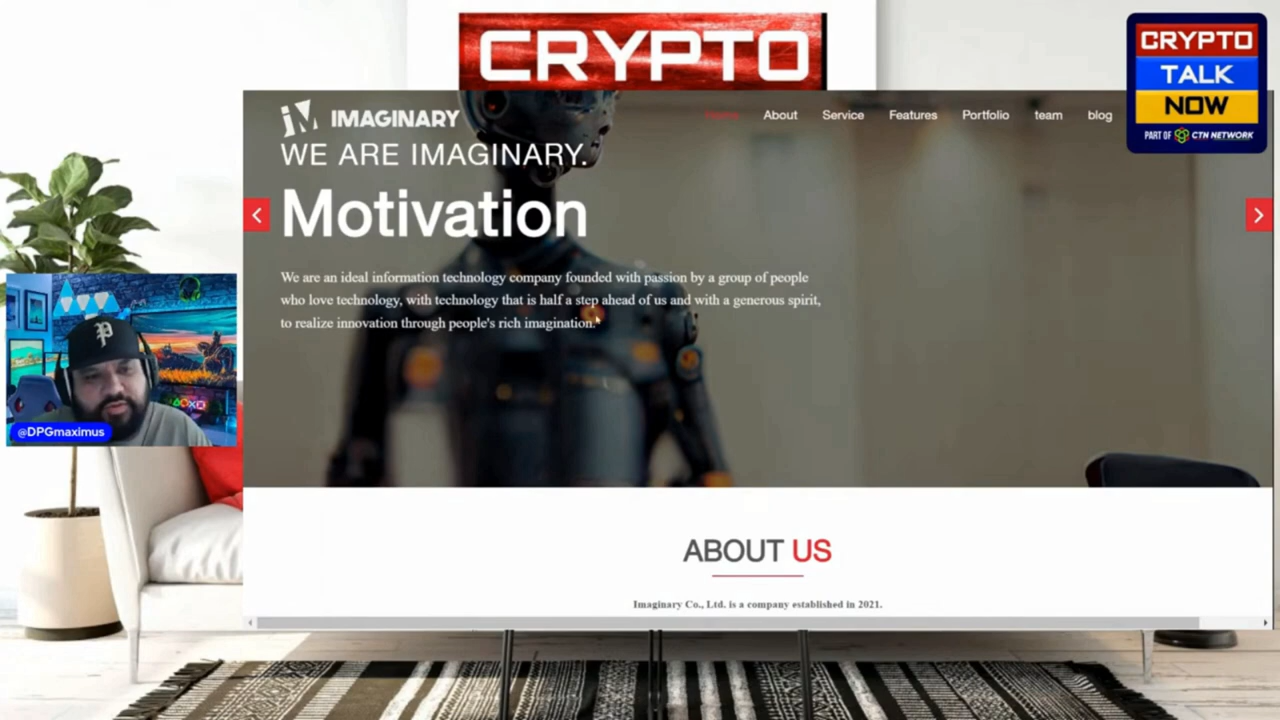 CRYPTO
CRYPTO
TALK
NOW
PART OF CTN NETWORK
IMAGINARY
Home About Service Features Portfolio team blog
WE ARE IMAGINARY.
Motivation
We are an ideal information technology company founded with passion by a group of people
who love technology, with technology that is half a step ahead of us and with a generous spirit,
to realize innovation through people's rich imagination."
@DPGmaximus
ABOUT US
Imaginary Co., Ltd. is a company established in 2021.